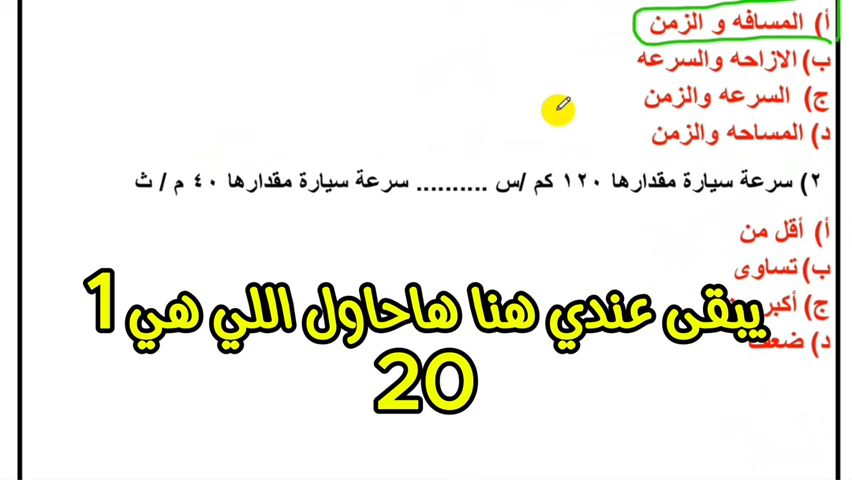 أ) المسافه و الزمن
ب) الازاحه والسرعه
ج) السرعه والزمن
د) المساحه والزمن
٢) سرعة سيارة مقدارها ١٢٠ كم /س .......... سرعة سيارة مقدارها ٤٠ م / ث
أ) أقل من
ب) تساوى
ج) أكبر
د) ضعف
يبقى عندي هنا هاحاول اللي هي 1
20